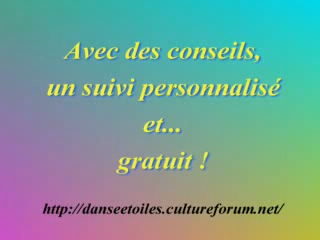 Avec des conseils,
un suivi personnalisé
et...
gratuit !
http://danseetoiles.cultureforum.net/